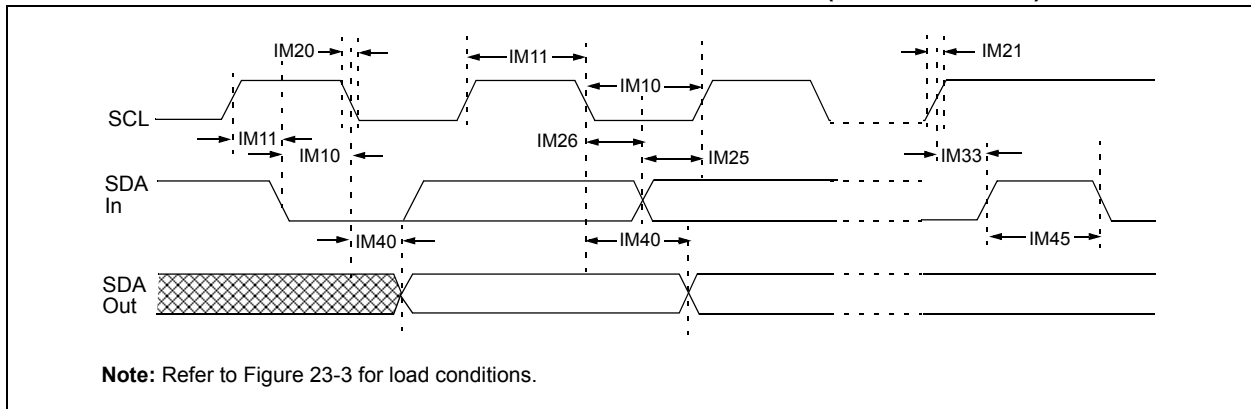 IM20
IM11
IM21
IM10
SCL
IM11
IM26
IM10
IM25
IM33
SDA
In
IM40
IM40
IM45
SDA
Out
Note: Refer to Figure 23-3 for load conditions.